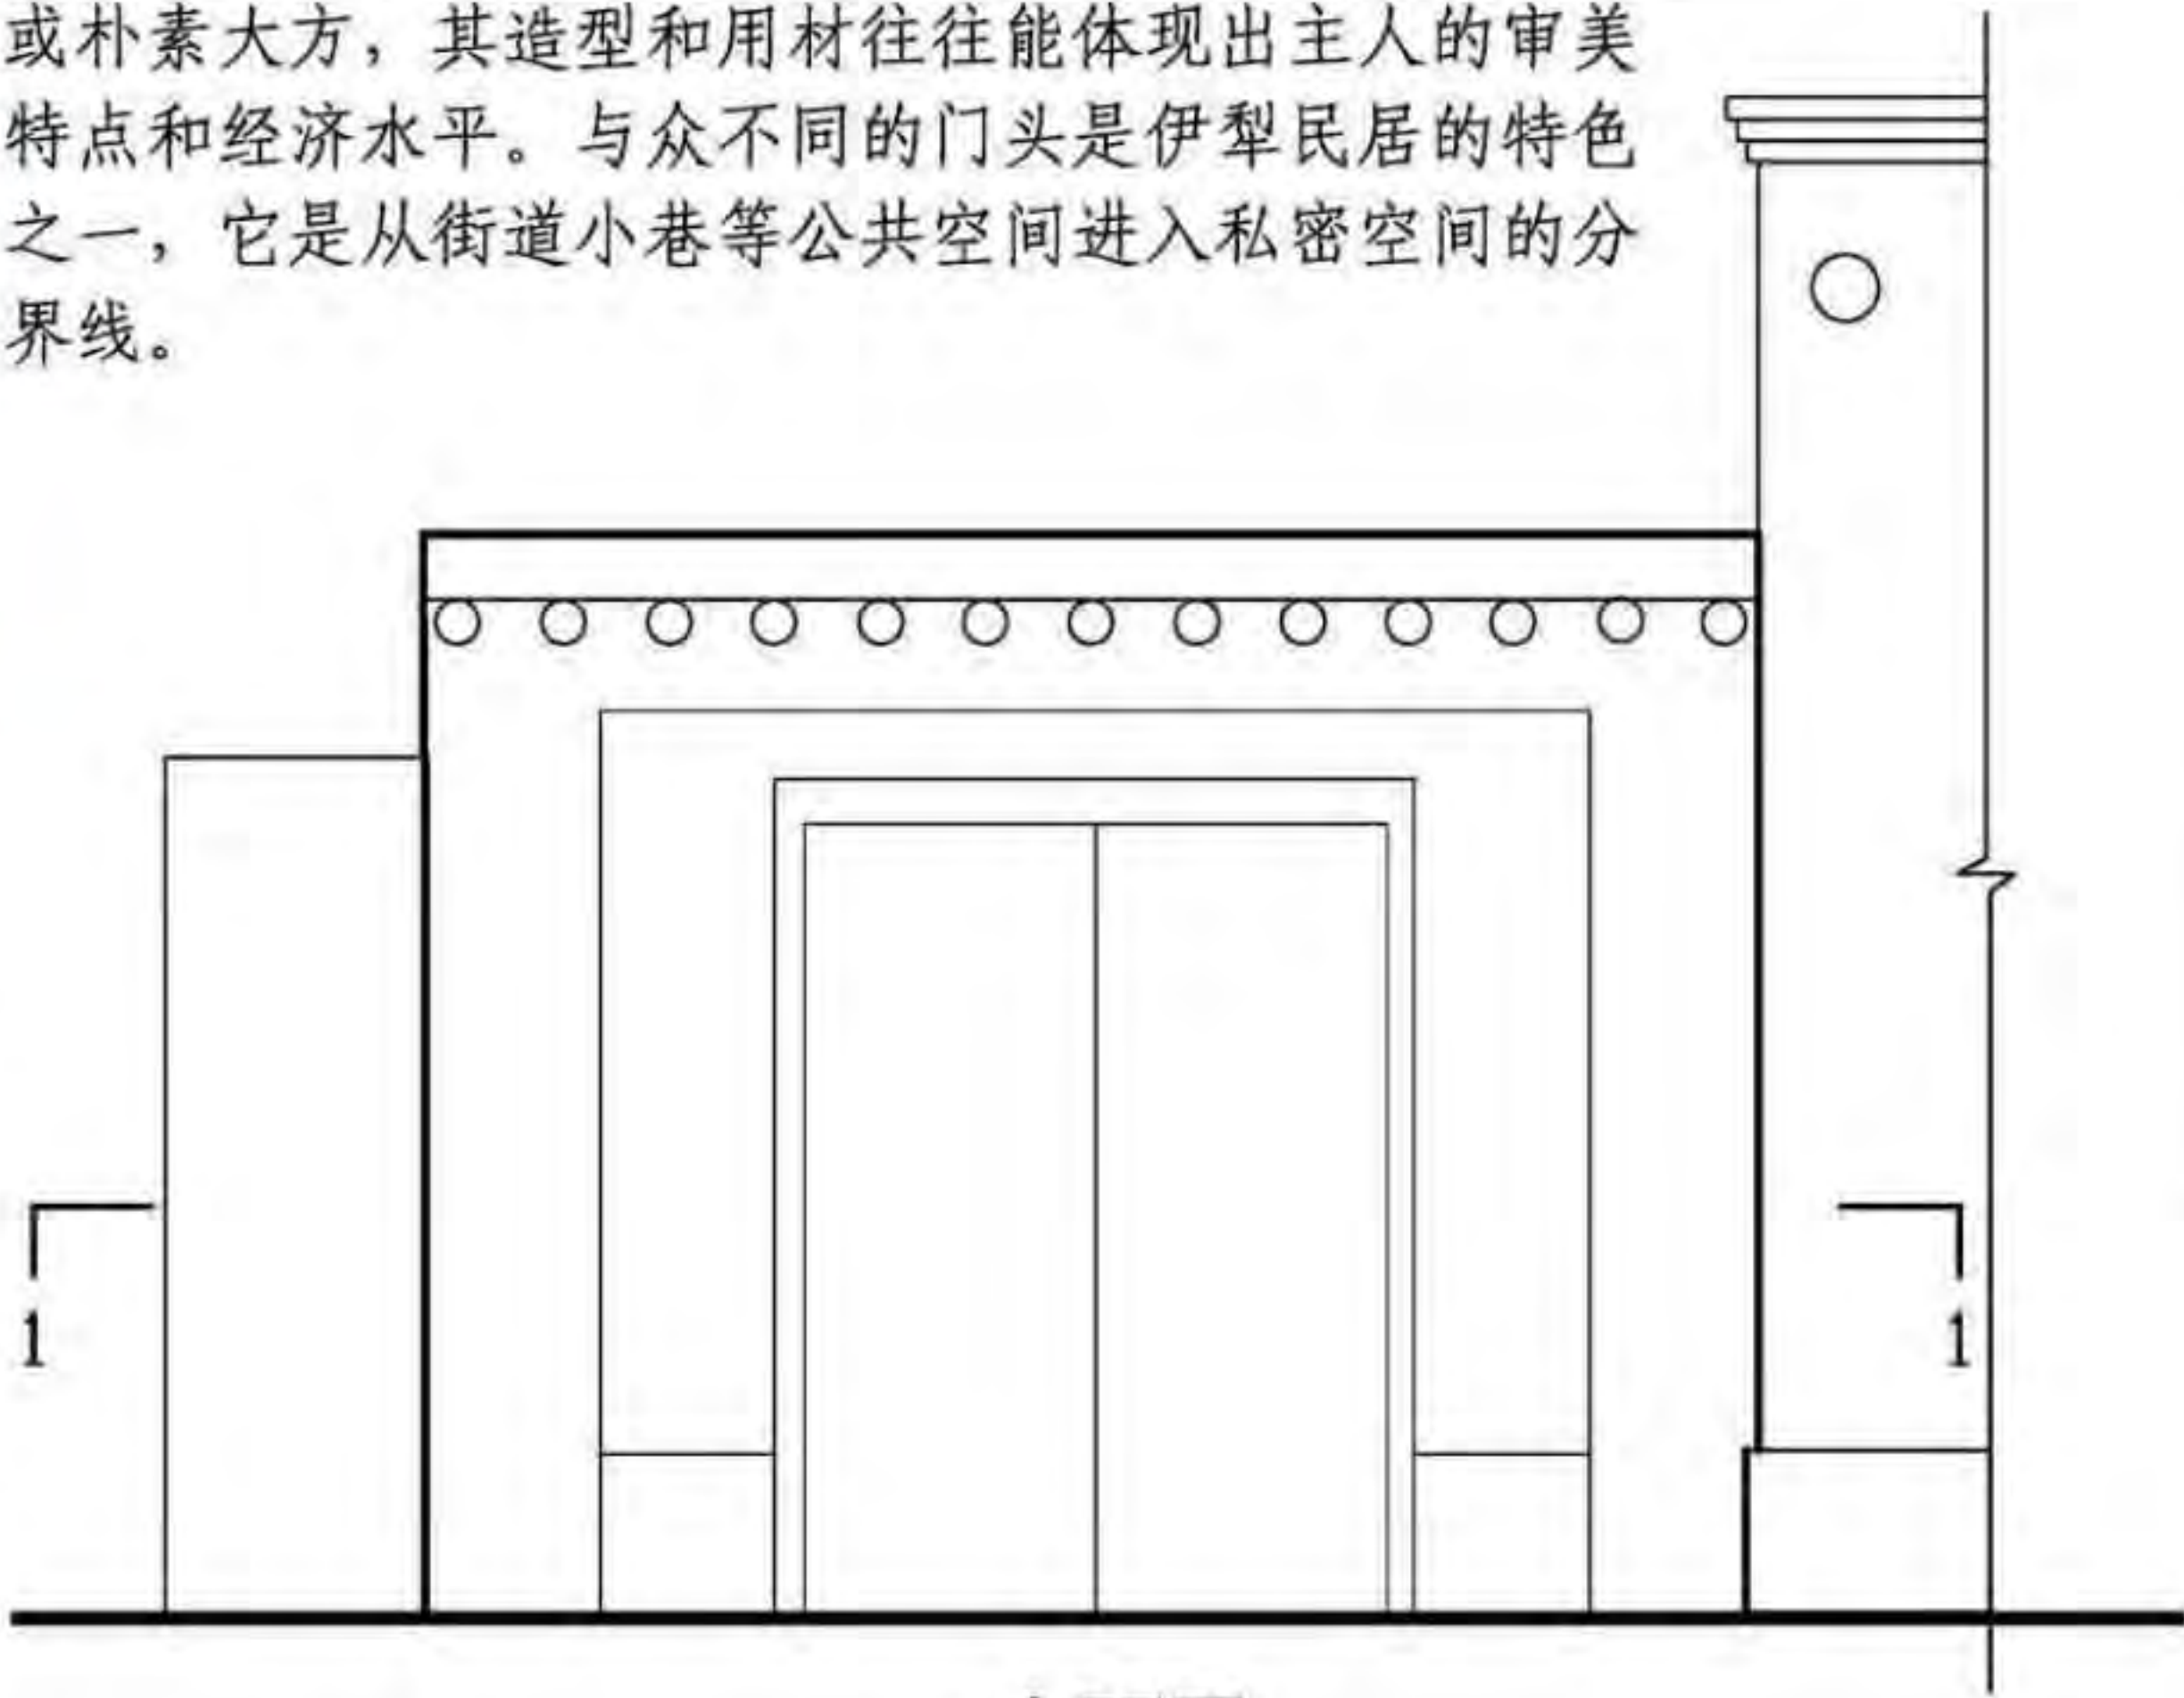 或朴素大方，其造型和用材往往能体现出主人的审美
特点和经济水平。与众不同的门头是伊犁民居的特色
之一，它是从街道小巷等公共空间进入私密空间的分
界线。
1 1